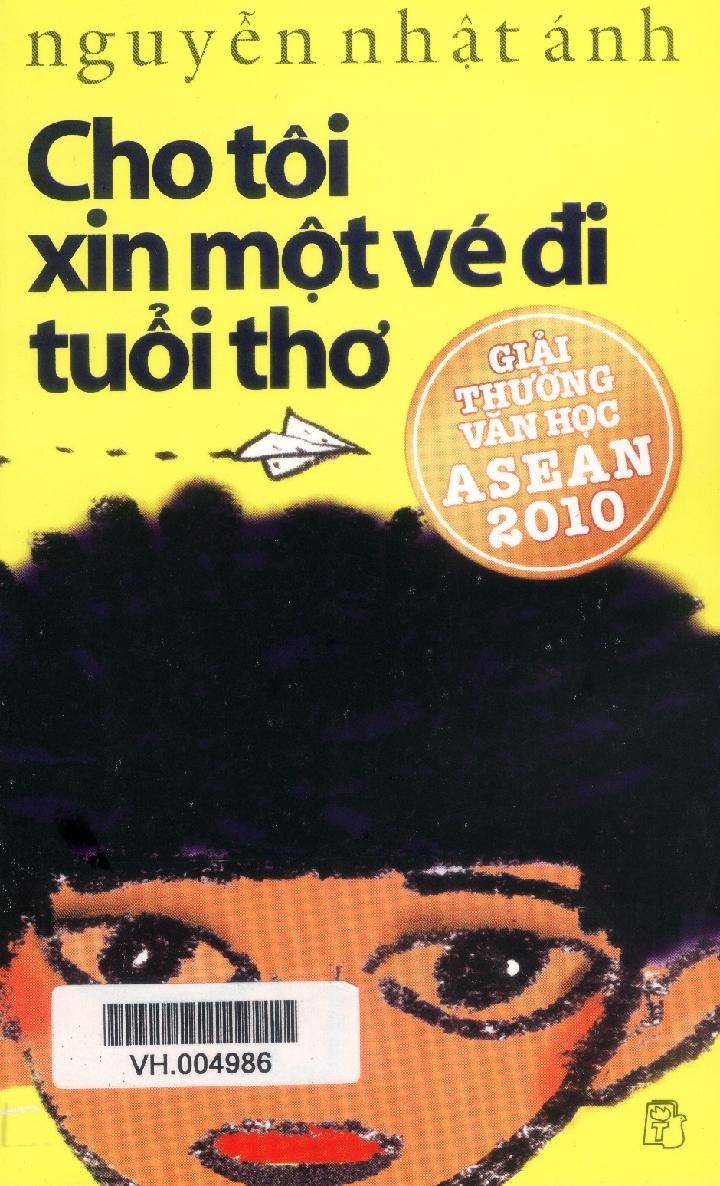 nguyễn nhật ánh
Cho tôi
xin một vé đi
tuổi thơ
GIẢI
THƯỞNG
VĂN HỌC
ASEAN
2010
VH.004986
T